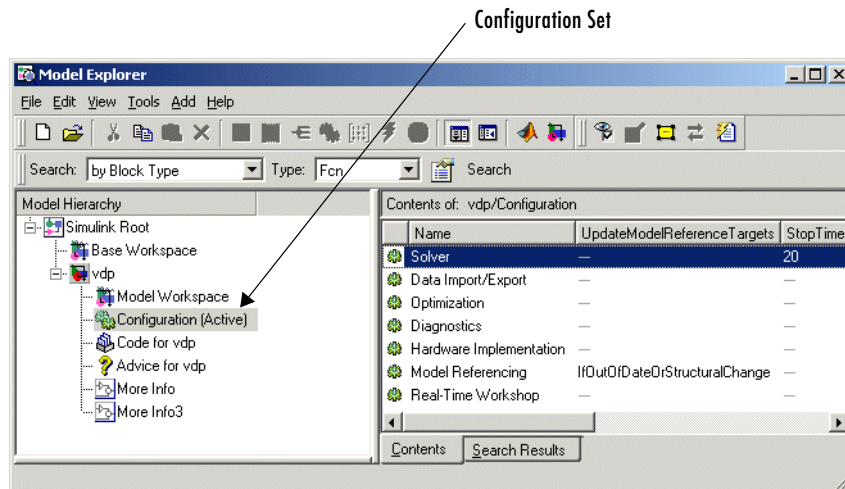 Configuration Set
Model Explorer
File Edit View Tools Add Help
Search: by Block Type Type: Fcn Search
Model Hierarchy
Contents of: vdp/Configuration
Simulink Root
Base Workspace
vdp
Model Workspace
Configuration (Active)
Code for vdp
Advice for vdp
More Info
More Info3
Name UpdateModelReferenceTargets StopTime
Solver — 20
Data Import/Export — —
Optimization — —
Diagnostics — —
Hardware Implementation — —
Model Referencing IfOutOfDateOrStructuralChange —
Real-Time Workshop — —
Contents Search Results